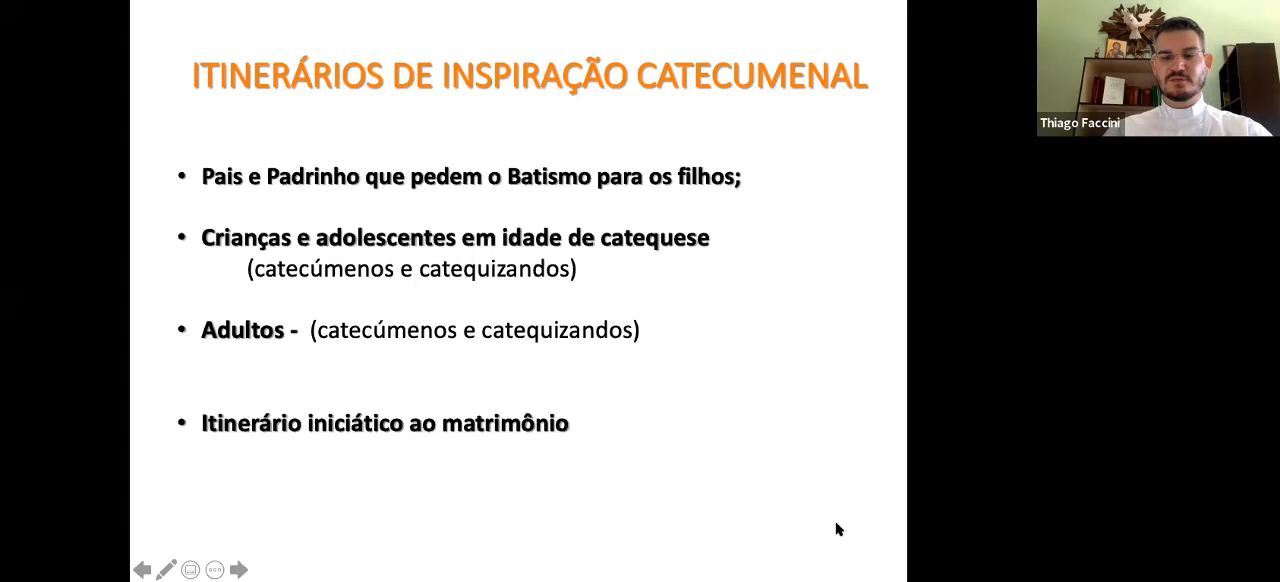 ITINERÁRIOS DE INSPIRAÇÃO CATECUMENAL
Thiago Faccini
• Pais e Padrinho que pedem o Batismo para os filhos;
• Crianças e adolescentes em idade de catequese
(catecúmenos e catequizandos)
• Adultos - (catecúmenos e catequizandos)
• Itinerário iniciático ao matrimônio